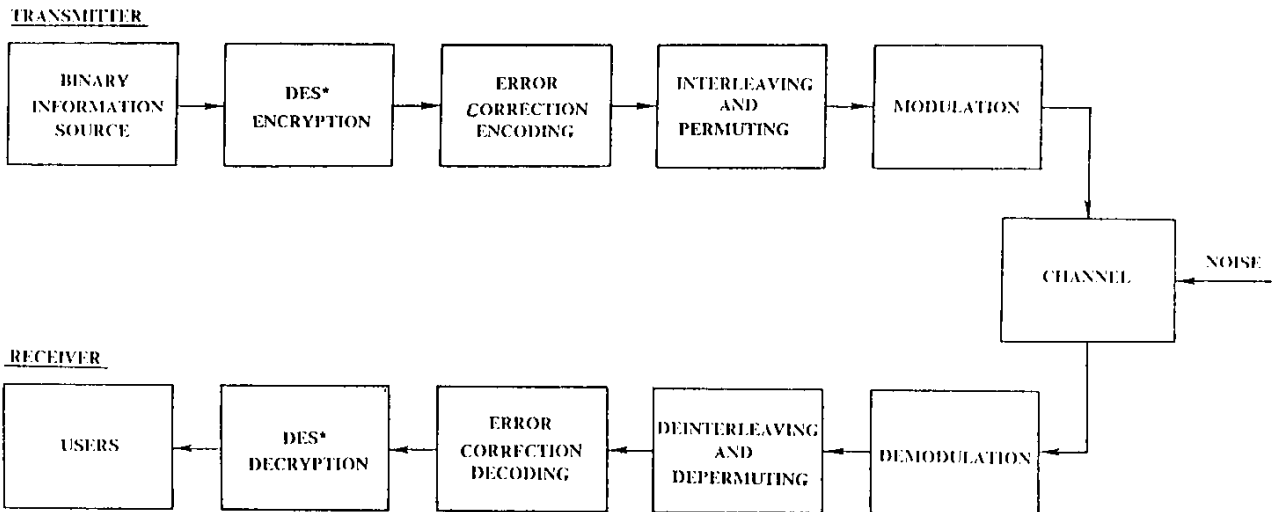 TRANSMITTER
BINARY
INFORMATION
SOURCE
DES*
ENCRYPTION
ERROR
CORRECTION
ENCODING
INTERLEAVING
AND
PERMUTING
MODULATION
CHANNEL
NOISE
RECEIVER
USERS
DES*
DECRYPTION
ERROR
CORRECTION
DECODING
DEINTERLEAVING
AND
DEPERMUTING
DEMODULATION